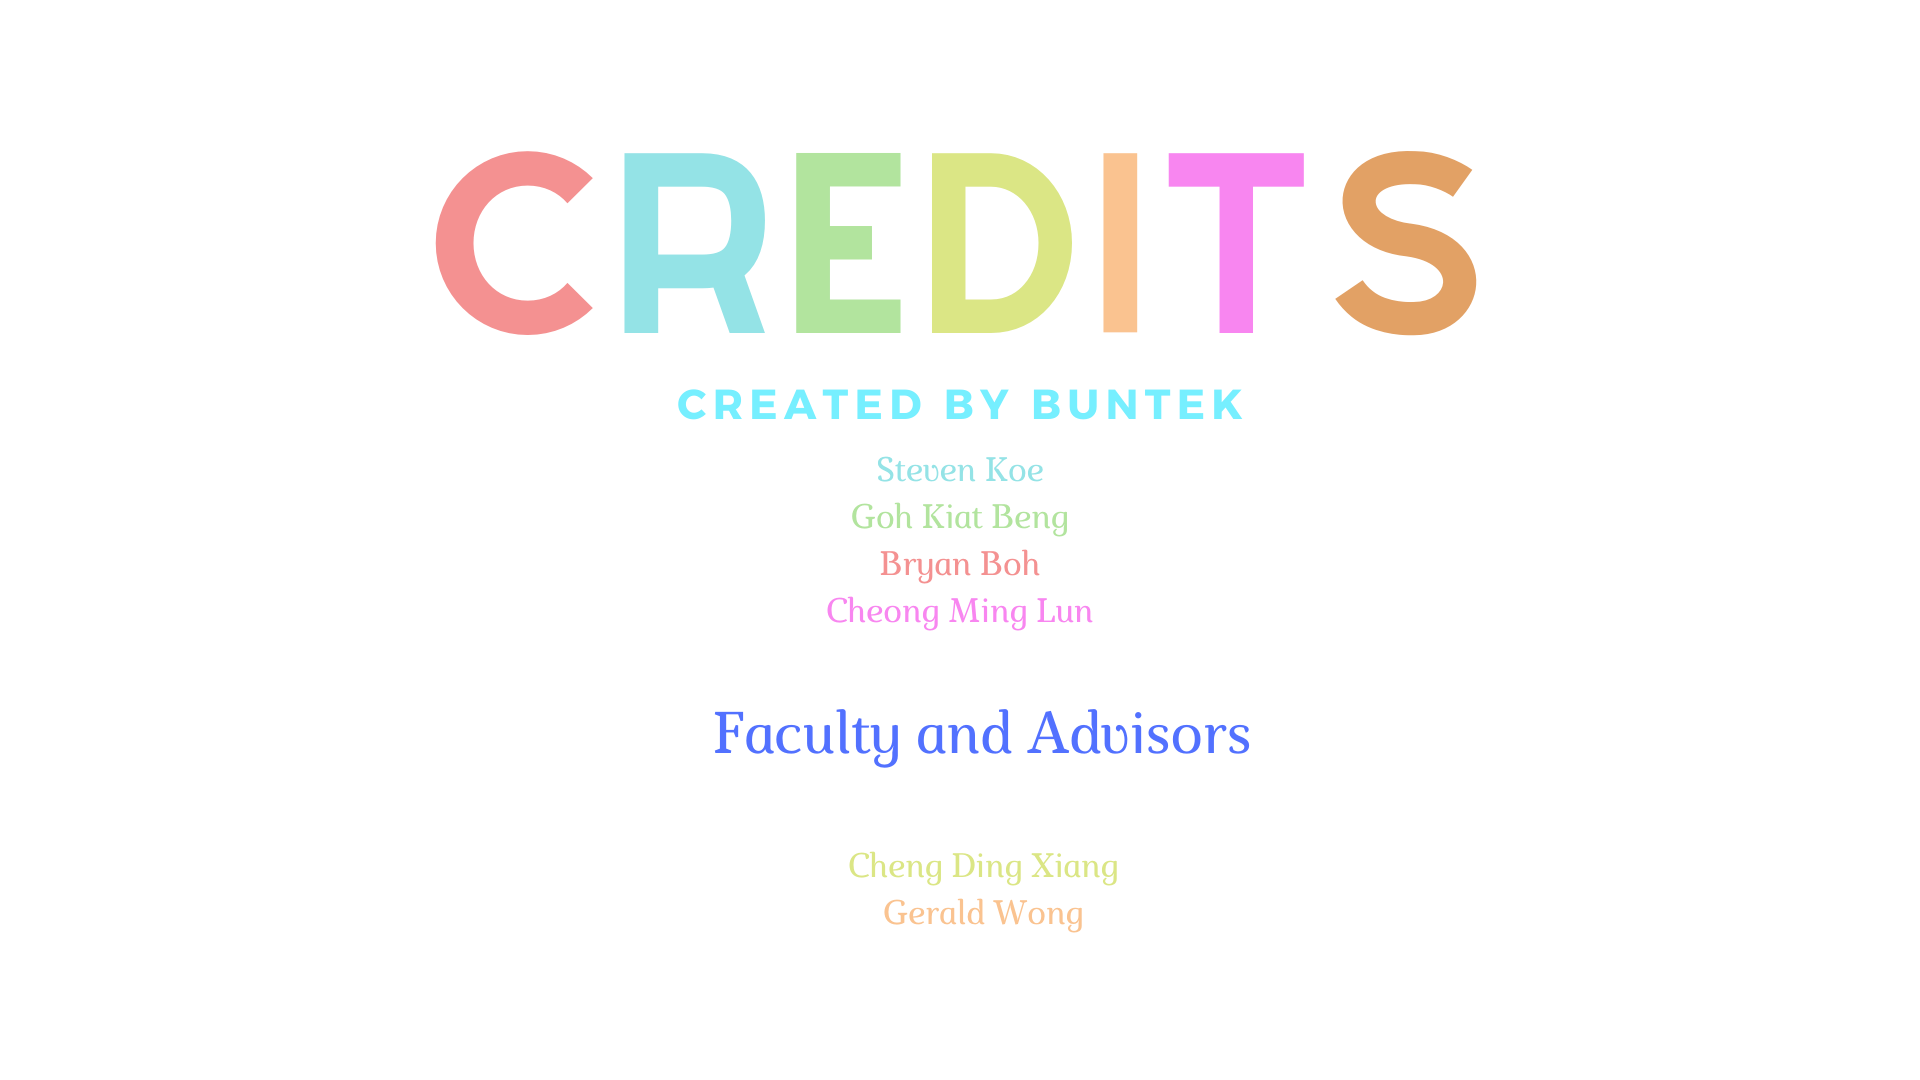 CREDITS
CREATED BY BUNTEK
Steven Koe
Goh Kiat Beng
Bryan Boh
Cheong Ming Lun
Faculty and Advisors
Cheng Ding Xiang
Gerald Wong